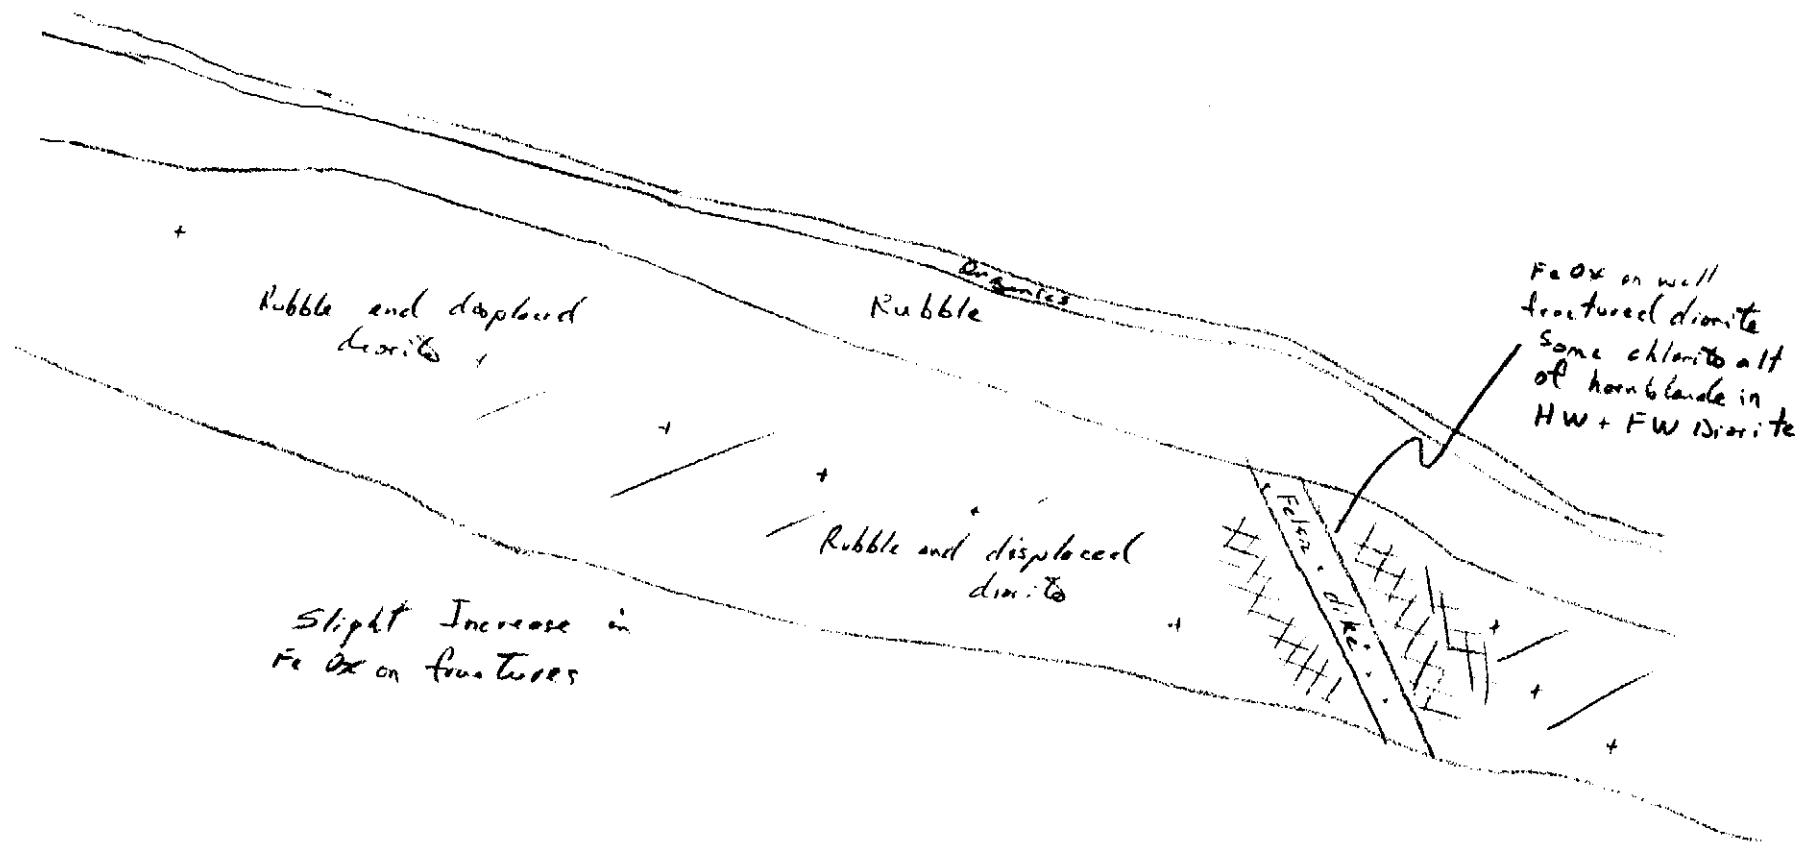 Organics
Rubble
Rubble and displaced
diorite
Fe Ox on well
fractured diorite
some chlorite alt
of hornblende in
HW + FW Diorite
Felsic dike
Rubble and displaced
diorite
Slight Increase in
Fe Ox on fractures